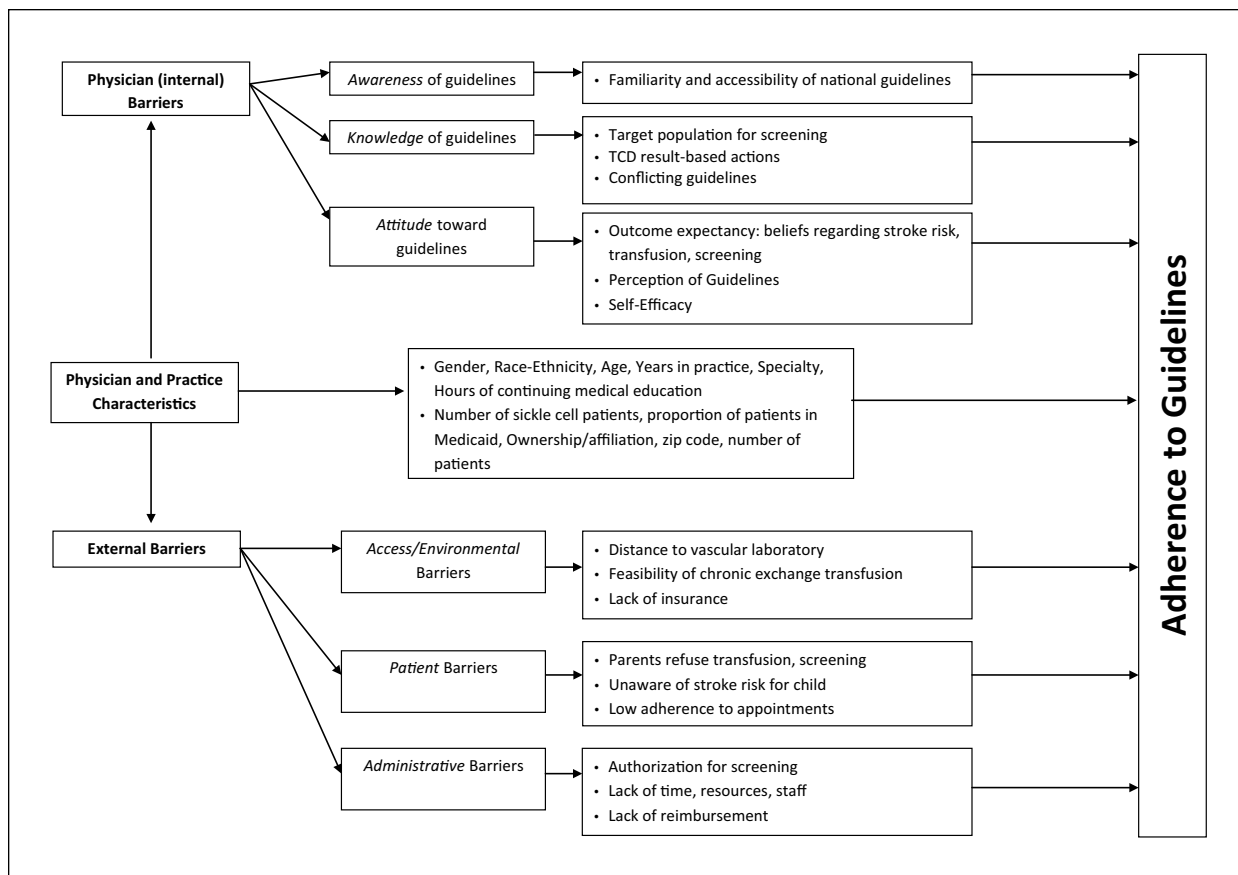 Physician (internal)
Barriers
Awareness of guidelines
• Familiarity and accessibility of national guidelines
Knowledge of guidelines
• Target population for screening
• TCD result-based actions
• Conflicting guidelines
Attitude toward
guidelines
• Outcome expectancy: beliefs regarding stroke risk,
transfusion, screening
• Perception of Guidelines
• Self-Efficacy
Physician and Practice
Characteristics
• Gender, Race-Ethnicity, Age, Years in practice, Specialty,
Hours of continuing medical education
• Number of sickle cell patients, proportion of patients in
Medicaid, Ownership/affiliation, zip code, number of
patients
External Barriers
Access/Environmental
Barriers
• Distance to vascular laboratory
• Feasibility of chronic exchange transfusion
• Lack of insurance
Patient Barriers
• Parents refuse transfusion, screening
• Unaware of stroke risk for child
• Low adherence to appointments
Administrative Barriers
• Authorization for screening
• Lack of time, resources, staff
• Lack of reimbursement
Adherence to Guidelines